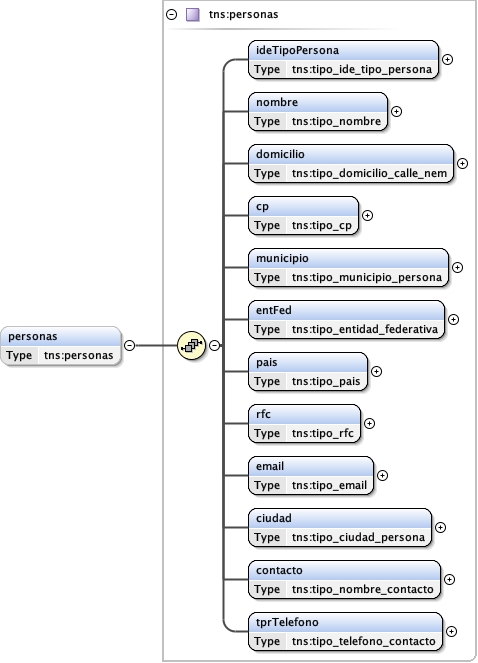 tns:personas
ideTipoPersona
Type tns:tipo_ide_tipo_persona
nombre
Type tns:tipo_nombre
domicilio
Type tns:tipo_domicilio_calle_nem
cp
Type tns:tipo_cp
municipio
Type tns:tipo_municipio_persona
entFed
Type tns:tipo_entidad_federativa
personas
Type tns:personas
pais
Type tns:tipo_pais
rfc
Type tns:tipo_rfc
email
Type tns:tipo_email
ciudad
Type tns:tipo_ciudad_persona
contacto
Type tns:tipo_nombre_contacto
tprTelefono
Type tns:tipo_telefono_contacto